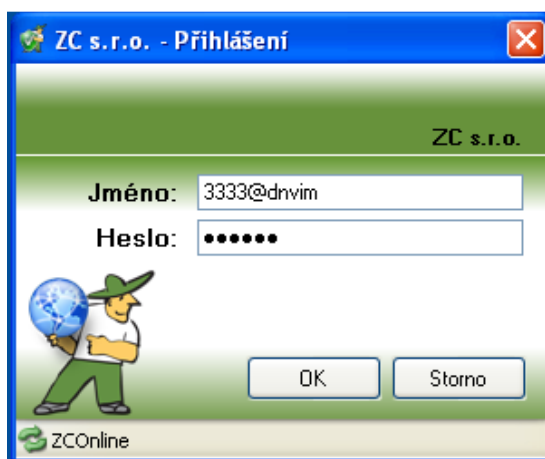 ZC s.r.o. - Přihlášení
ZC s.r.o.
Jméno: 3333@dnvim
Heslo: ●●●●●●
OK Storno
ZCOnline